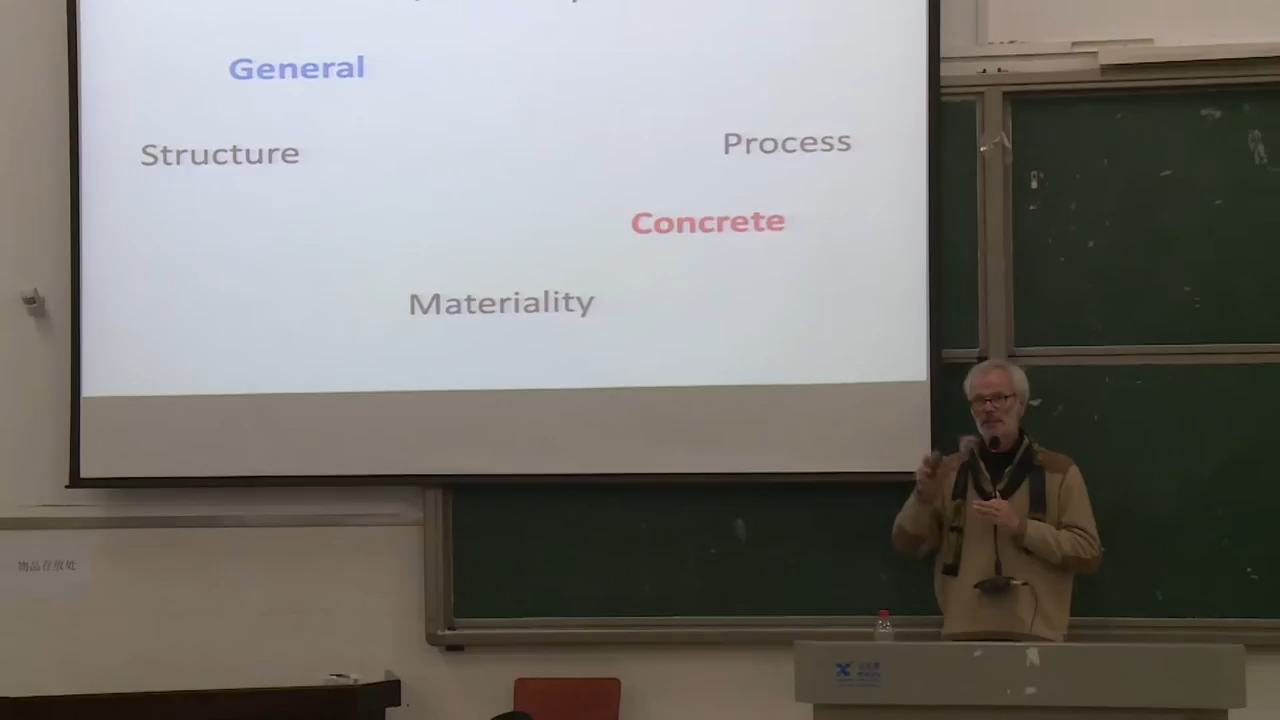 General
Structure
Process
Concrete
Materiality
物品存放处